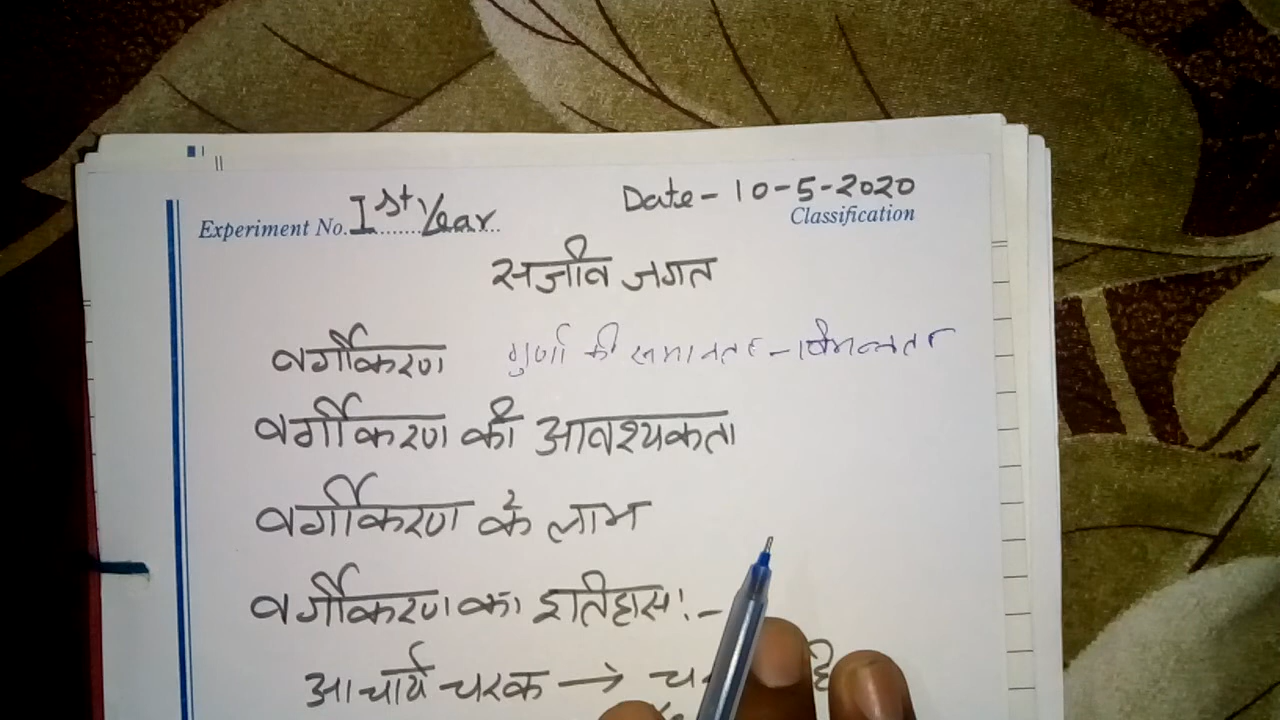 Date - 10-5-2020
Experiment No. Ist Year
Classification
सजीव जगत
वर्गीकरण गुणों की समानता - विभिन्नता
वर्गीकरण की आवश्यकता
वर्गीकरण के लाभ
वर्गीकरण का इतिहास :-
आचार्य चरक →